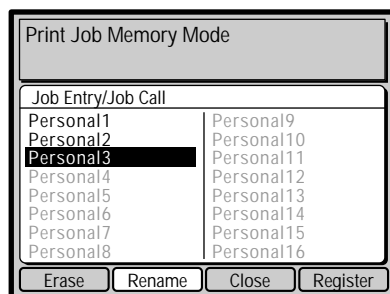 Print Job Memory Mode
Job Entry/Job Call
Personal1
Personal2
Personal3
Personal4
Personal5
Personal6
Personal7
Personal8
Personal9
Personal10
Personal11
Personal12
Personal13
Personal14
Personal15
Personal16
Erase Rename Close Register